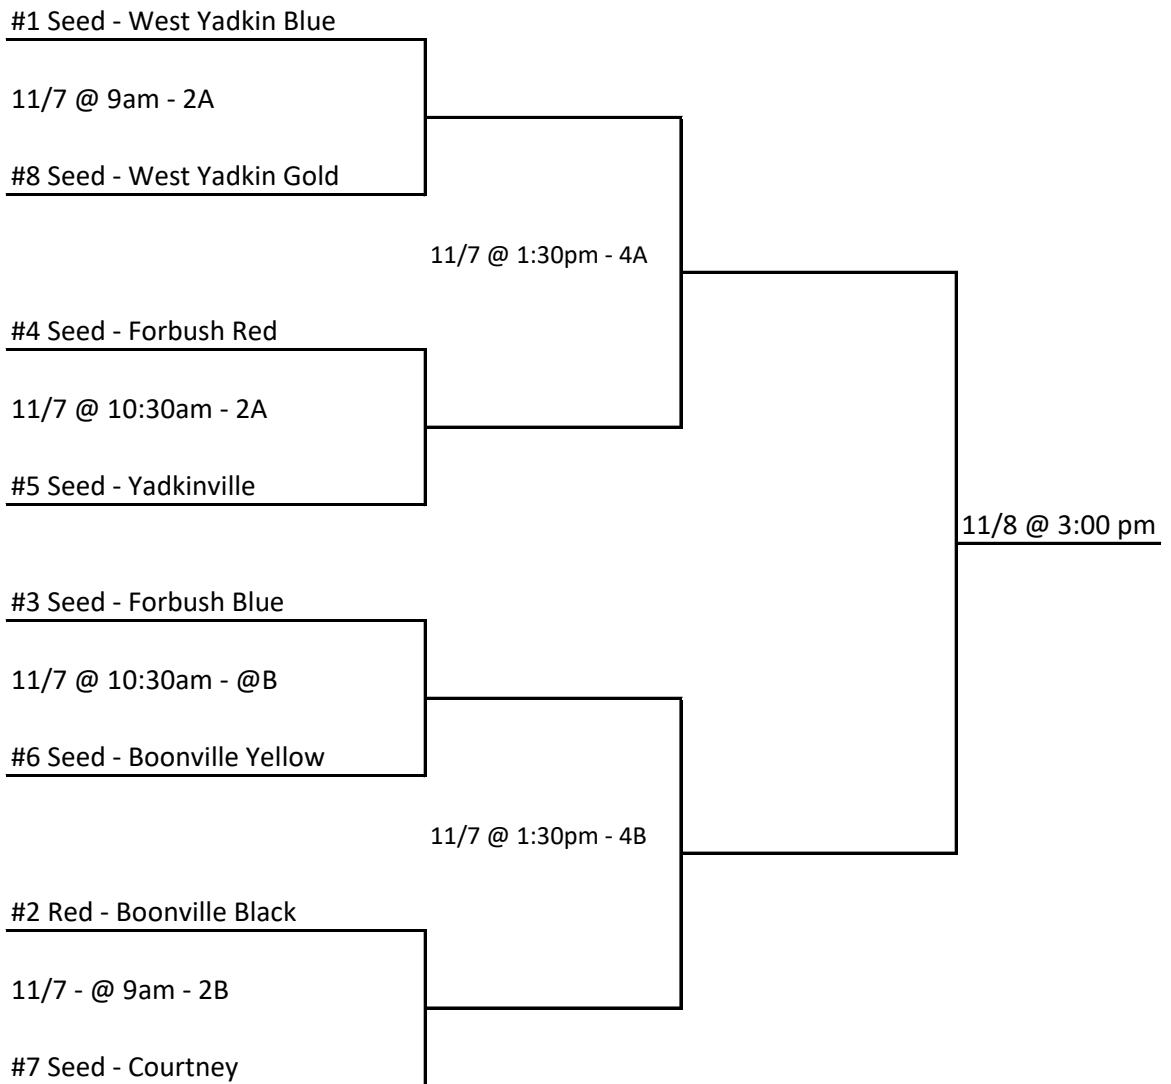 #1 Seed - West Yadkin Blue
11/7 @ 9am - 2A
#8 Seed - West Yadkin Gold
11/7 @ 1:30pm - 4A
#4 Seed - Forbush Red
11/7 @ 10:30am - 2A
#5 Seed - Yadkinville
11/8 @ 3:00 pm
#3 Seed - Forbush Blue
11/7 @ 10:30am - @B
#6 Seed - Boonville Yellow
11/7 @ 1:30pm - 4B
#2 Red - Boonville Black
11/7 - @ 9am - 2B
#7 Seed - Courtney